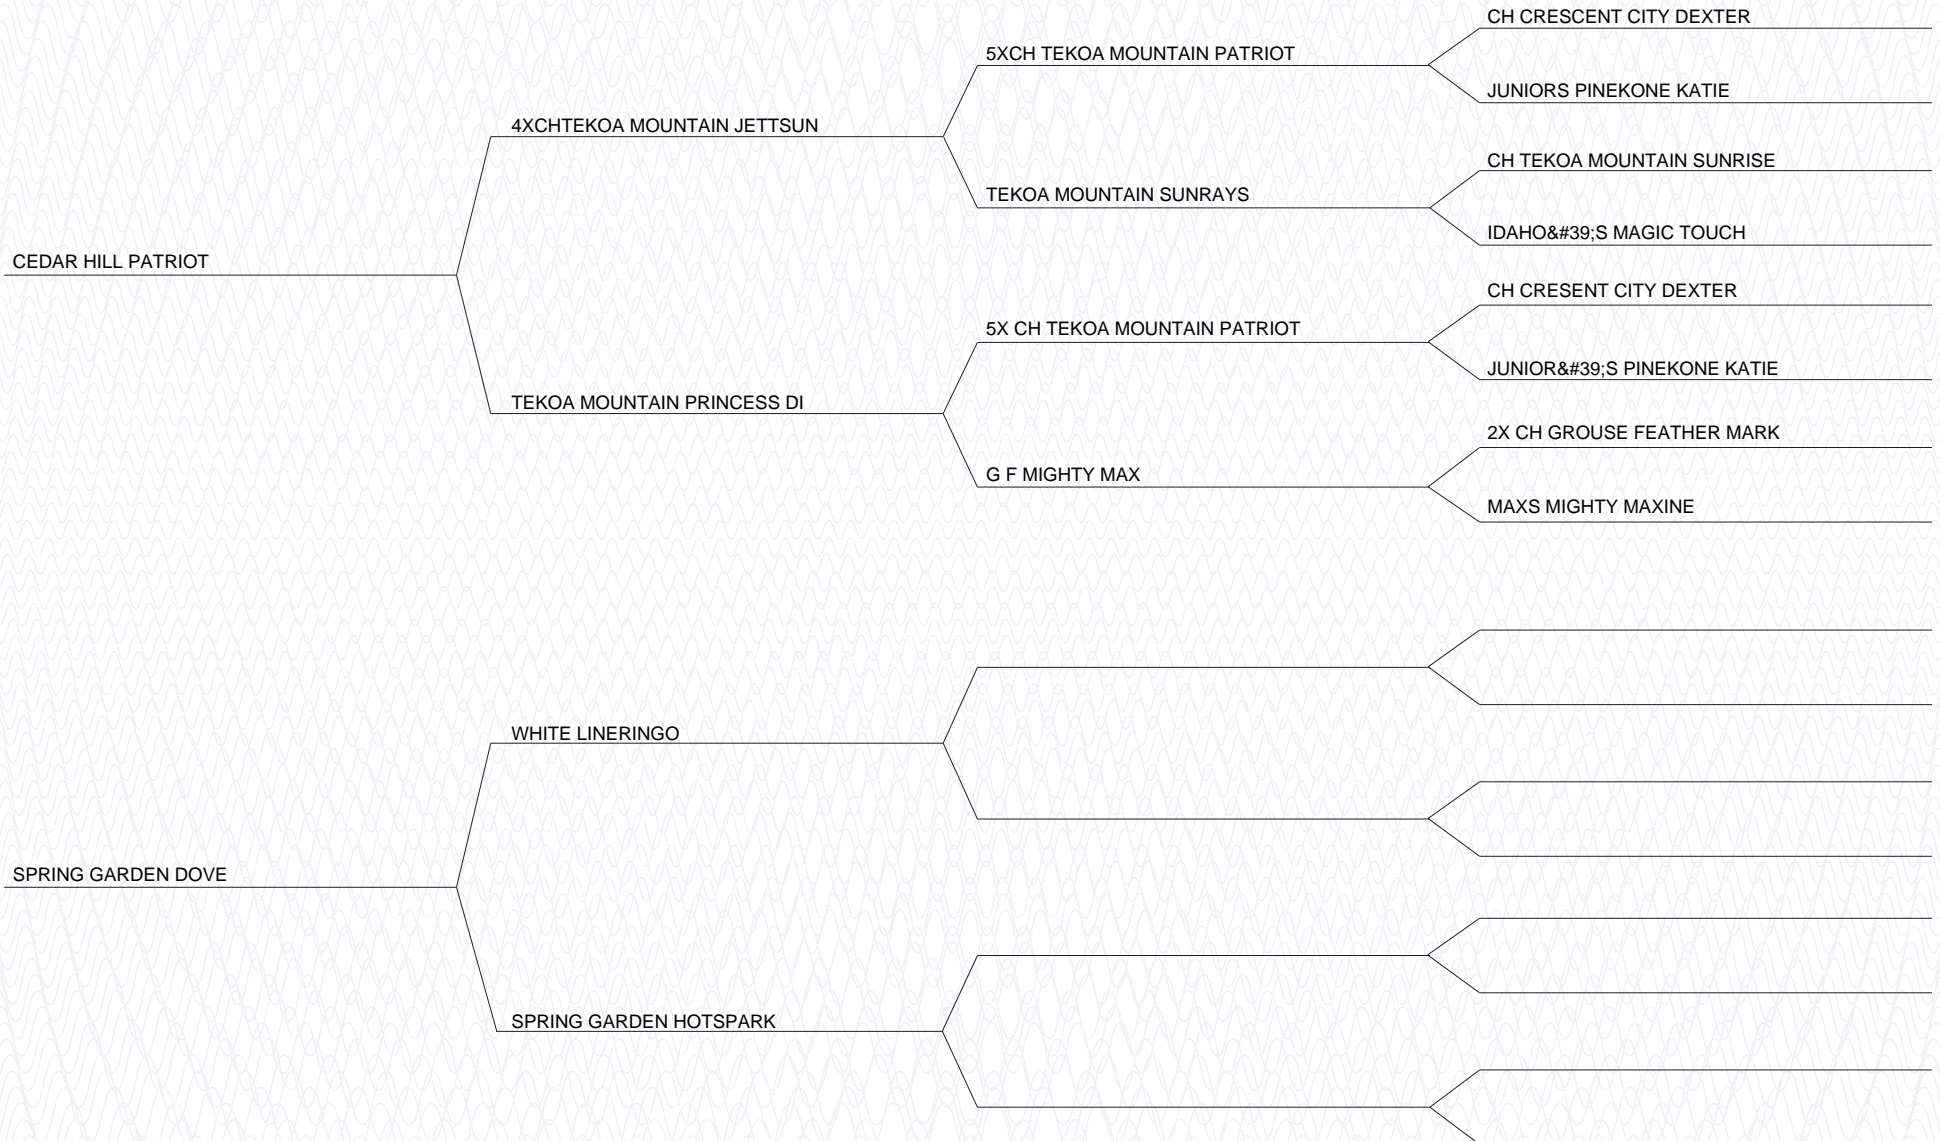 CH CRESCENT CITY DEXTER
5XCH TEKOA MOUNTAIN PATRIOT
JUNIORS PINEKONE KATIE
4XCHTEKOA MOUNTAIN JETTSUN
CH TEKOA MOUNTAIN SUNRISE
TEKOA MOUNTAIN SUNRAYS
IDAHO&#39;S MAGIC TOUCH
CEDAR HILL PATRIOT
CH CRESENT CITY DEXTER
5X CH TEKOA MOUNTAIN PATRIOT
JUNIOR&#39;S PINEKONE KATIE
TEKOA MOUNTAIN PRINCESS DI
2X CH GROUSE FEATHER MARK
G F MIGHTY MAX
MAXS MIGHTY MAXINE
WHITE LINERINGO
SPRING GARDEN DOVE
SPRING GARDEN HOTSPARK